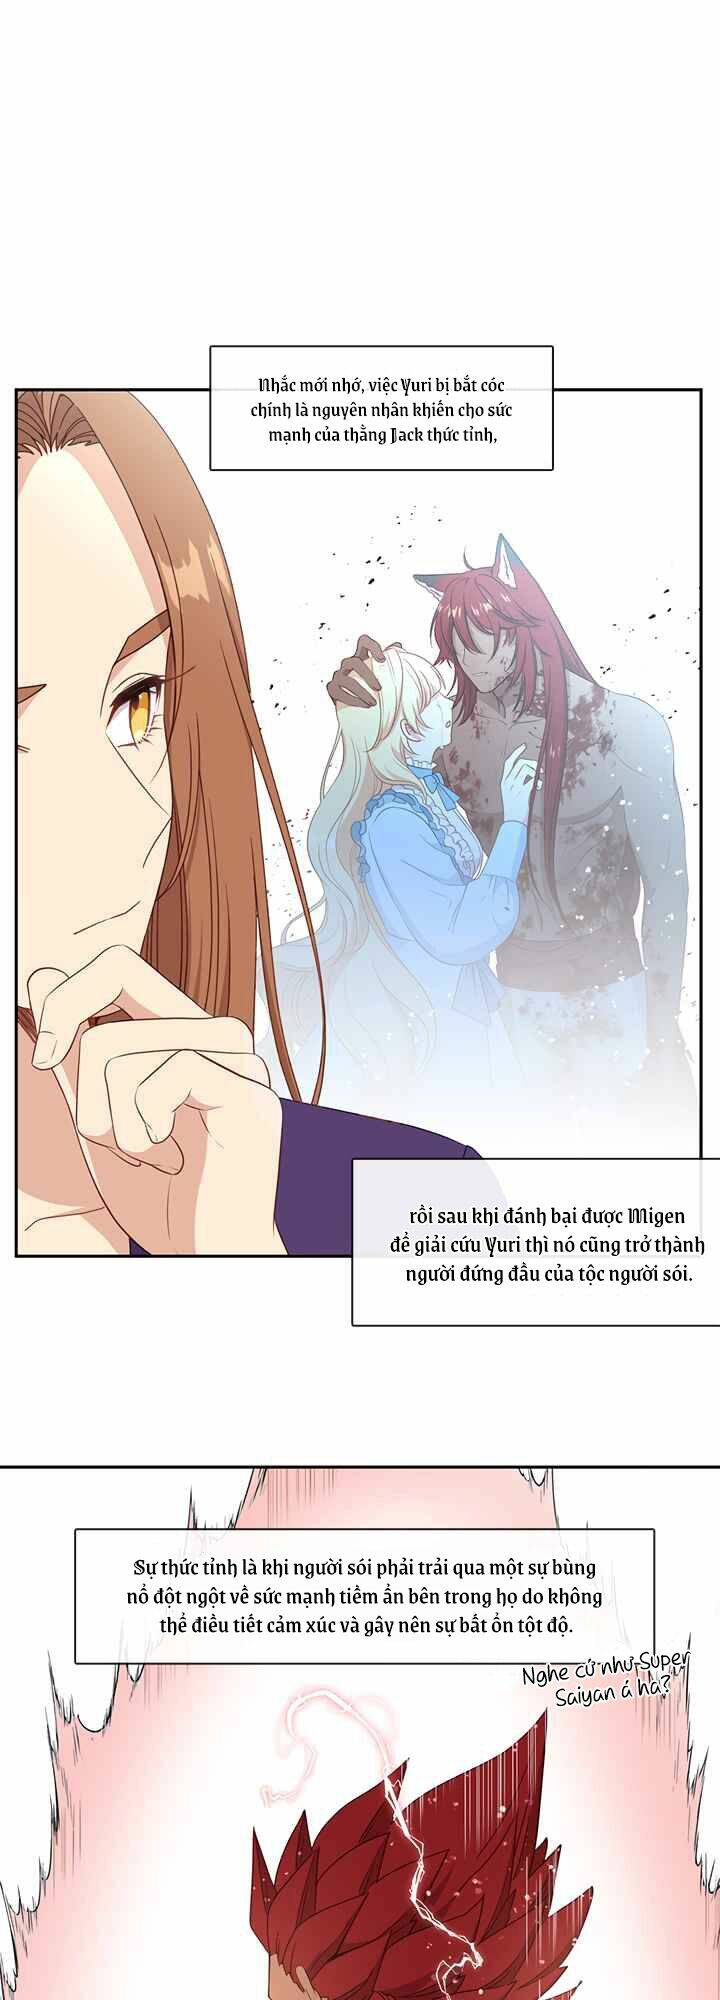 Nhắc mới nhớ, việc Yuri bị bắt cóc
chính là nguyên nhân khiến cho sức
mạnh của thằng Jack thức tỉnh,
rồi sau khi đánh bại được Migen
để giải cứu Yuri thì nó cũng trở thành
người đứng đầu của tộc người sói.
Sự thức tỉnh là khi người sói phải trải qua một sự bùng
nổ đột ngột về sức mạnh tiềm ẩn bên trong họ do không
thể điều tiết cảm xúc và gây nên sự bất ổn tột độ.
Nghe cứ như Super
Saiyan á ha?